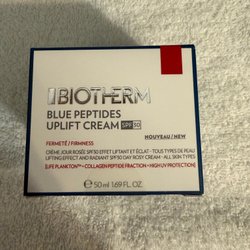 BIOTHERM
BLUE PEPTIDES
UPLIFT CREAM SPF30
NOUVEAU / NEW
FERMETÉ / FIRMNESS
CRÈME JOUR ROSÉE SPF30 EFFET LIFTANT ET ÉCLAT - TOUS TYPES DE PEAU
LIFTING EFFECT AND RADIANT SPF30 DAY ROSY CREAM - ALL SKIN TYPES
[LIFE PLANKTON™ + COLLAGEN PEPTIDE FRACTION + HIGH UV PROTECTION]
e 50 ml 1.69 FL. OZ.